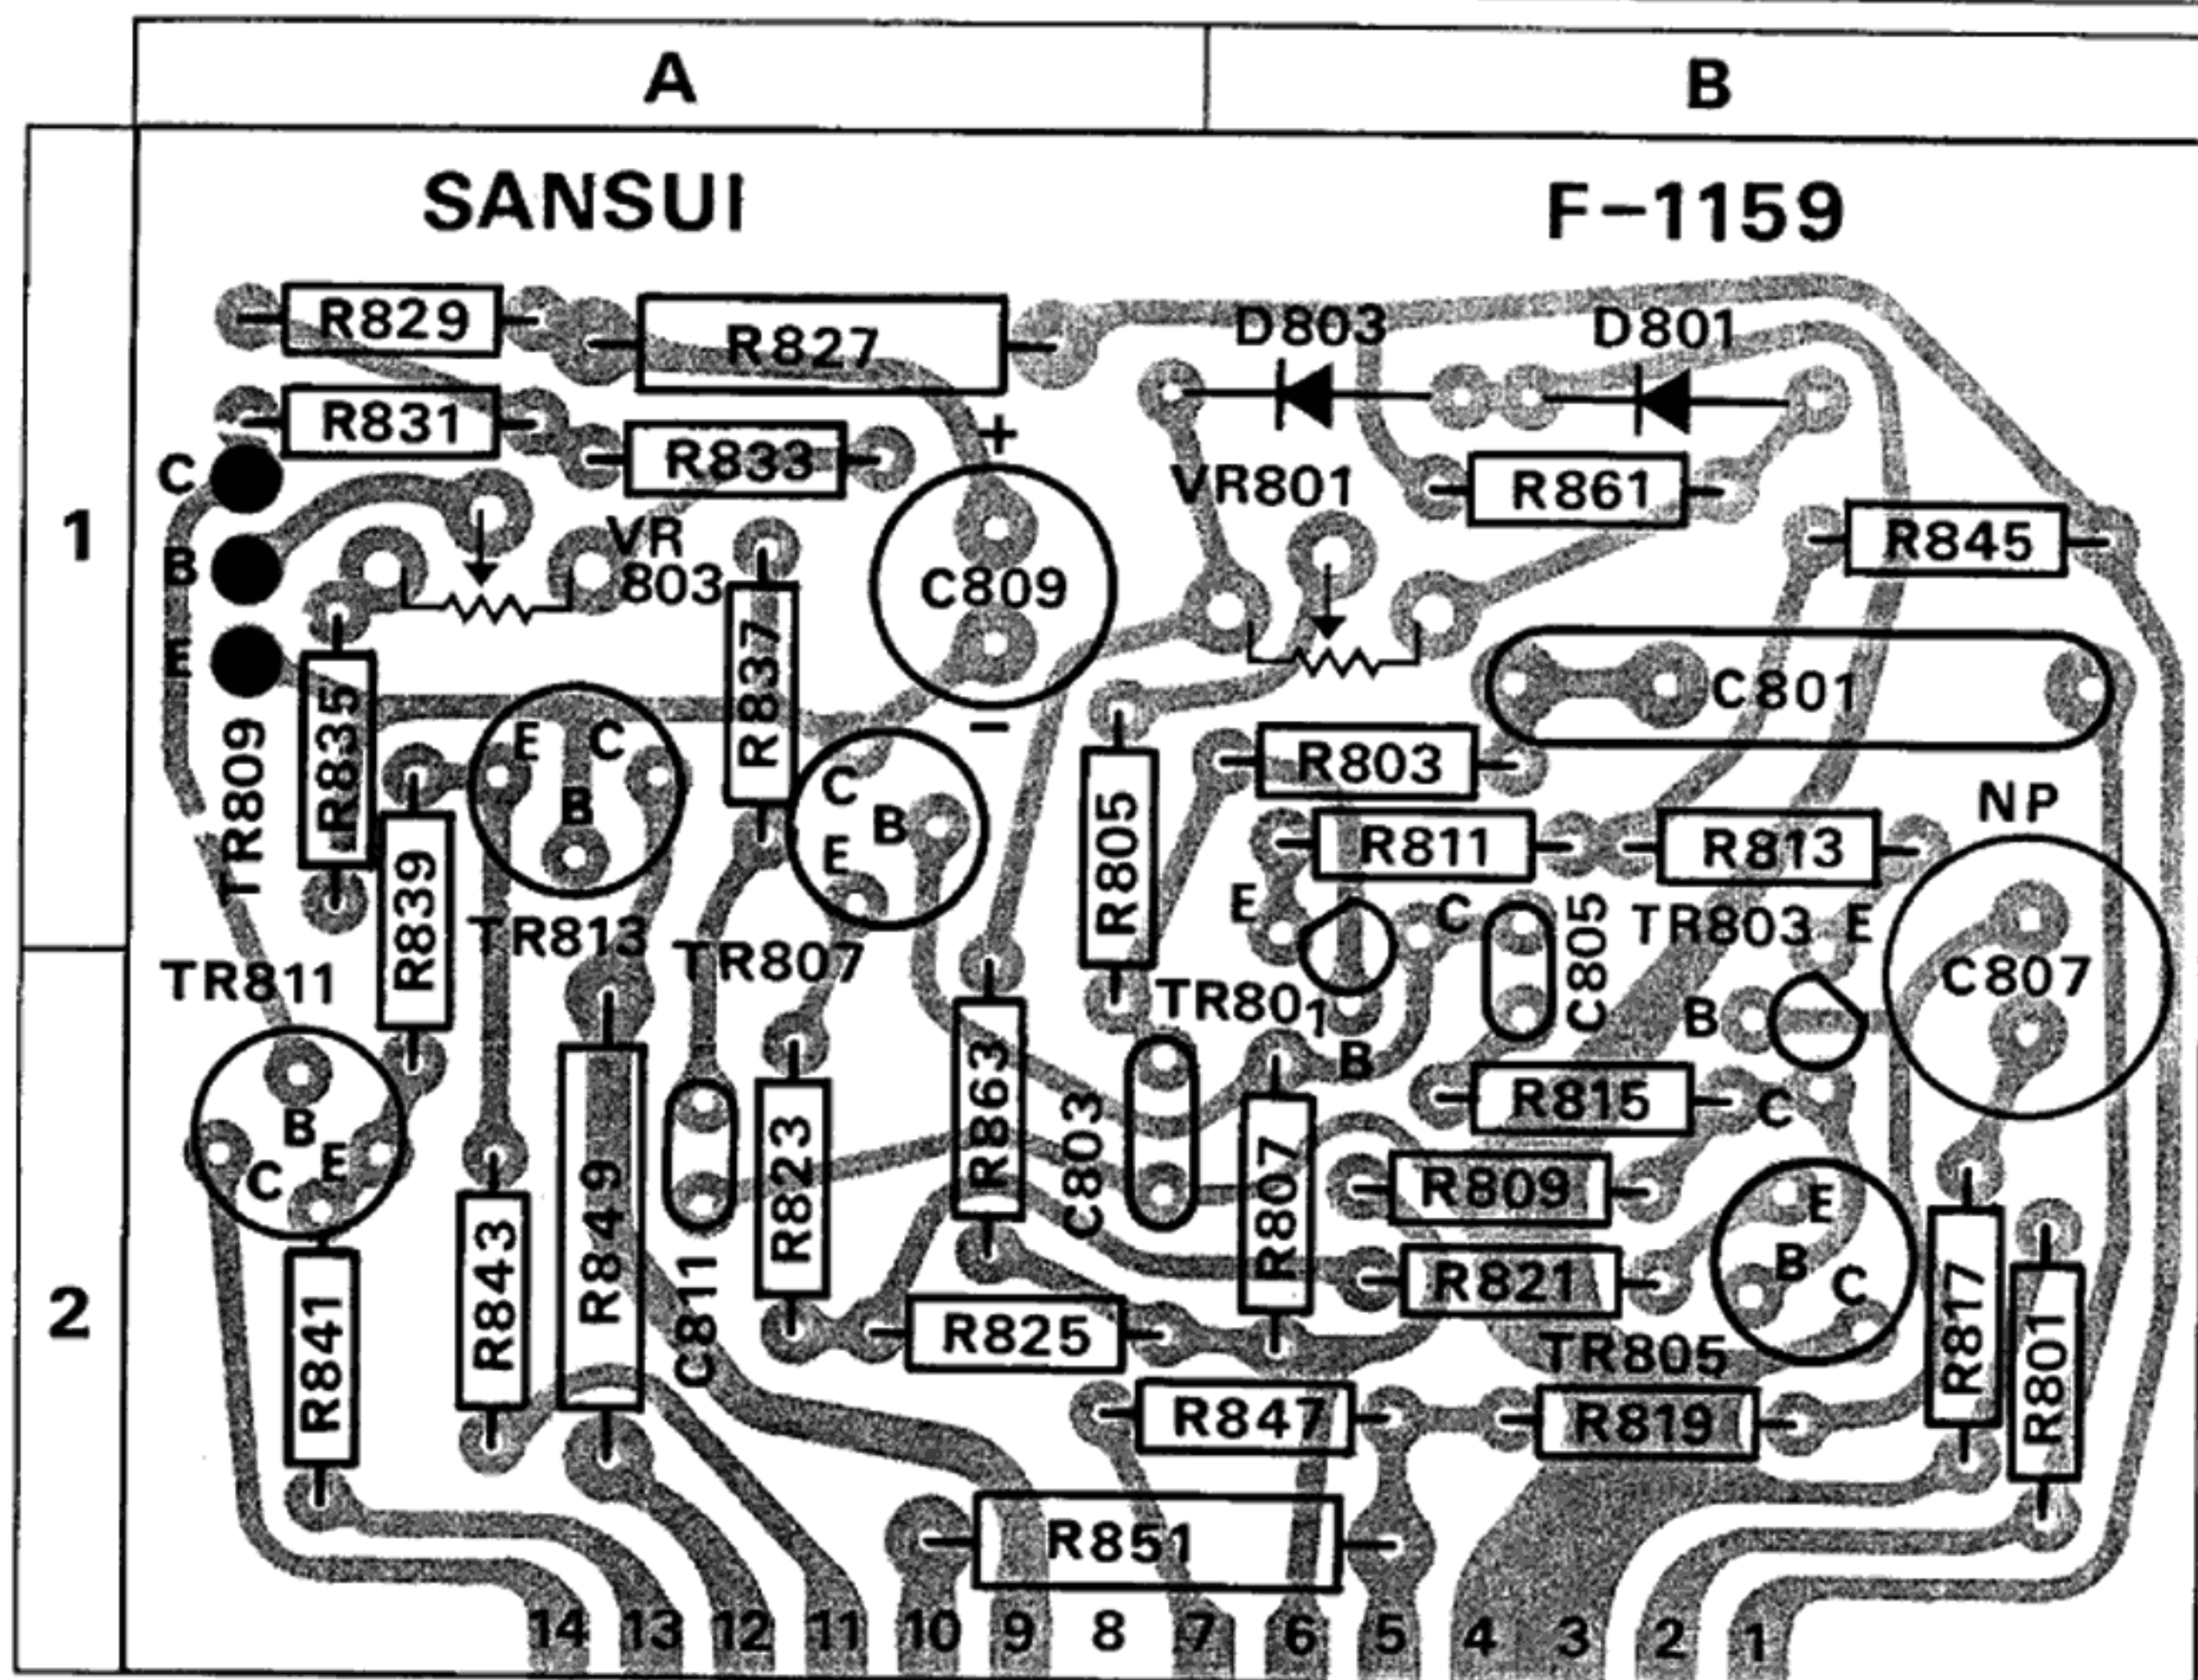 A
B
SANSUI
F-1159
R829
R827
D803
D801
R831
+
C
R833
VR801
R861
1
VR
803
R845
B
C809
E
R837
R835
C801
E
C
−
TR809
R803
C
NP
B
B
R805
R811
R813
E
R839
E
C
C805
TR803
E
TR813
TR807
TR811
TR801
B
C807
B
R863
C803
R815
C
B
E
C
R849
R823
R807
R809
E
R843
C811
R821
B
C
2
R841
R825
TR805
R817
R801
R847
R819
R851
14 13 12 11 10 9 8 7 6 5 4 3 2 1